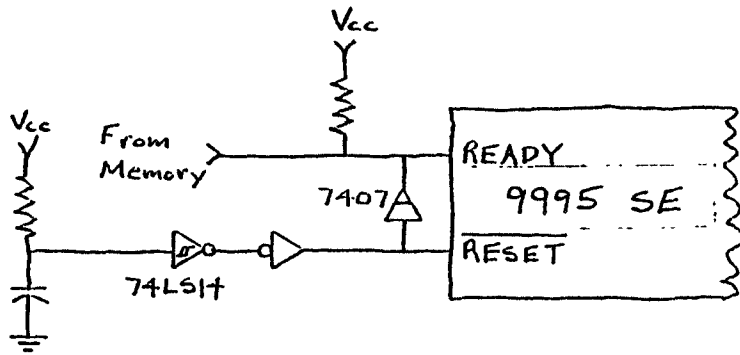 Vcc
Vcc
From
Memory
READY
7407
9995 SE
RESET
74LS14